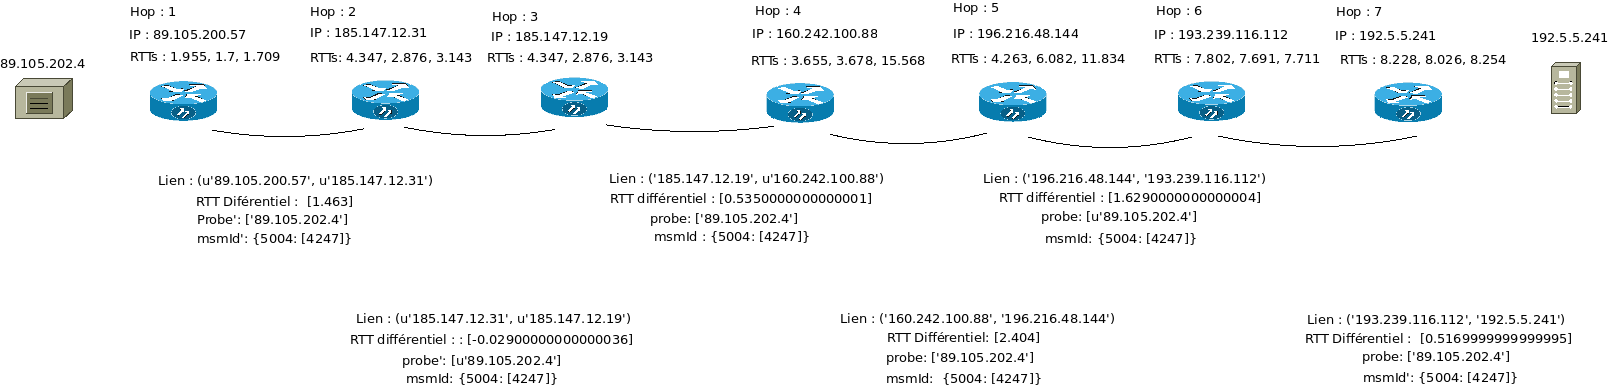 Hop : 1
IP : 89.105.200.57
RTTs : 1.955, 1.7, 1.709
Hop : 2
IP : 185.147.12.31
RTTs : 4.347, 2.876, 3.143
Hop : 3
IP : 185.147.12.19
RTTs : 4.347, 2.876, 3.143
Hop : 4
IP : 160.242.100.88
RTTs : 3.655, 3.678, 15.568
Hop : 5
IP : 196.216.48.144
RTTs : 4.263, 6.082, 11.834
Hop : 6
IP : 193.239.116.112
RTTs : 7.802, 7.691, 7.711
Hop : 7
IP : 192.5.5.241
RTTs : 8.228, 8.026, 8.254
89.105.202.4
192.5.5.241
Lien : (u'89.105.200.57', u'185.147.12.31')
RTT Diférentiel :  [1.463]
Probe': ['89.105.202.4']
msmId': {5004: [4247]}
Lien : ('185.147.12.19', u'160.242.100.88')
RTT différentiel : [0.5350000000000001]
probe: ['89.105.202.4']
msmId : {5004: [4247]}
Lien : ('196.216.48.144', '193.239.116.112')
RTT différentiel : [1.6290000000000004]
probe: [u'89.105.202.4']
msmId: {5004: [4247]}
Lien : (u'185.147.12.31', u'185.147.12.19')
RTT différentiel : : [-0.02900000000000036]
probe': [u'89.105.202.4']
msmId: {5004: [4247]}
Lien : ('160.242.100.88', '196.216.48.144')
RTT Différentiel: [2.404]
probe: ['89.105.202.4']
msmId:  {5004: [4247]}
Lien : ('193.239.116.112', '192.5.5.241')
RTT Différentiel :  [0.5169999999999995]
probe: ['89.105.202.4']
msmId': {5004: [4247]}